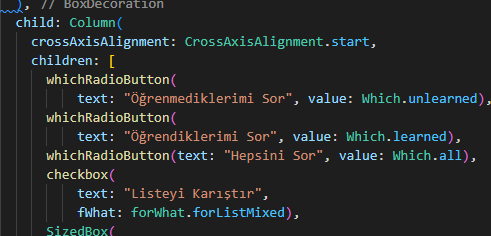 ), // BoxDecoration
child: Column(
crossAxisAlignment: CrossAxisAlignment.start,
children: [
whichRadioButton(
text: "Öğrenmediklerimi Sor", value: Which.unlearned),
whichRadioButton(
text: "Öğrendiklerimi Sor", value: Which.learned),
whichRadioButton(text: "Hepsini Sor", value: Which.all),
checkbox(
text: "Listeyi Karıştır",
fWhat: forWhat.forListMixed),
SizedBox(